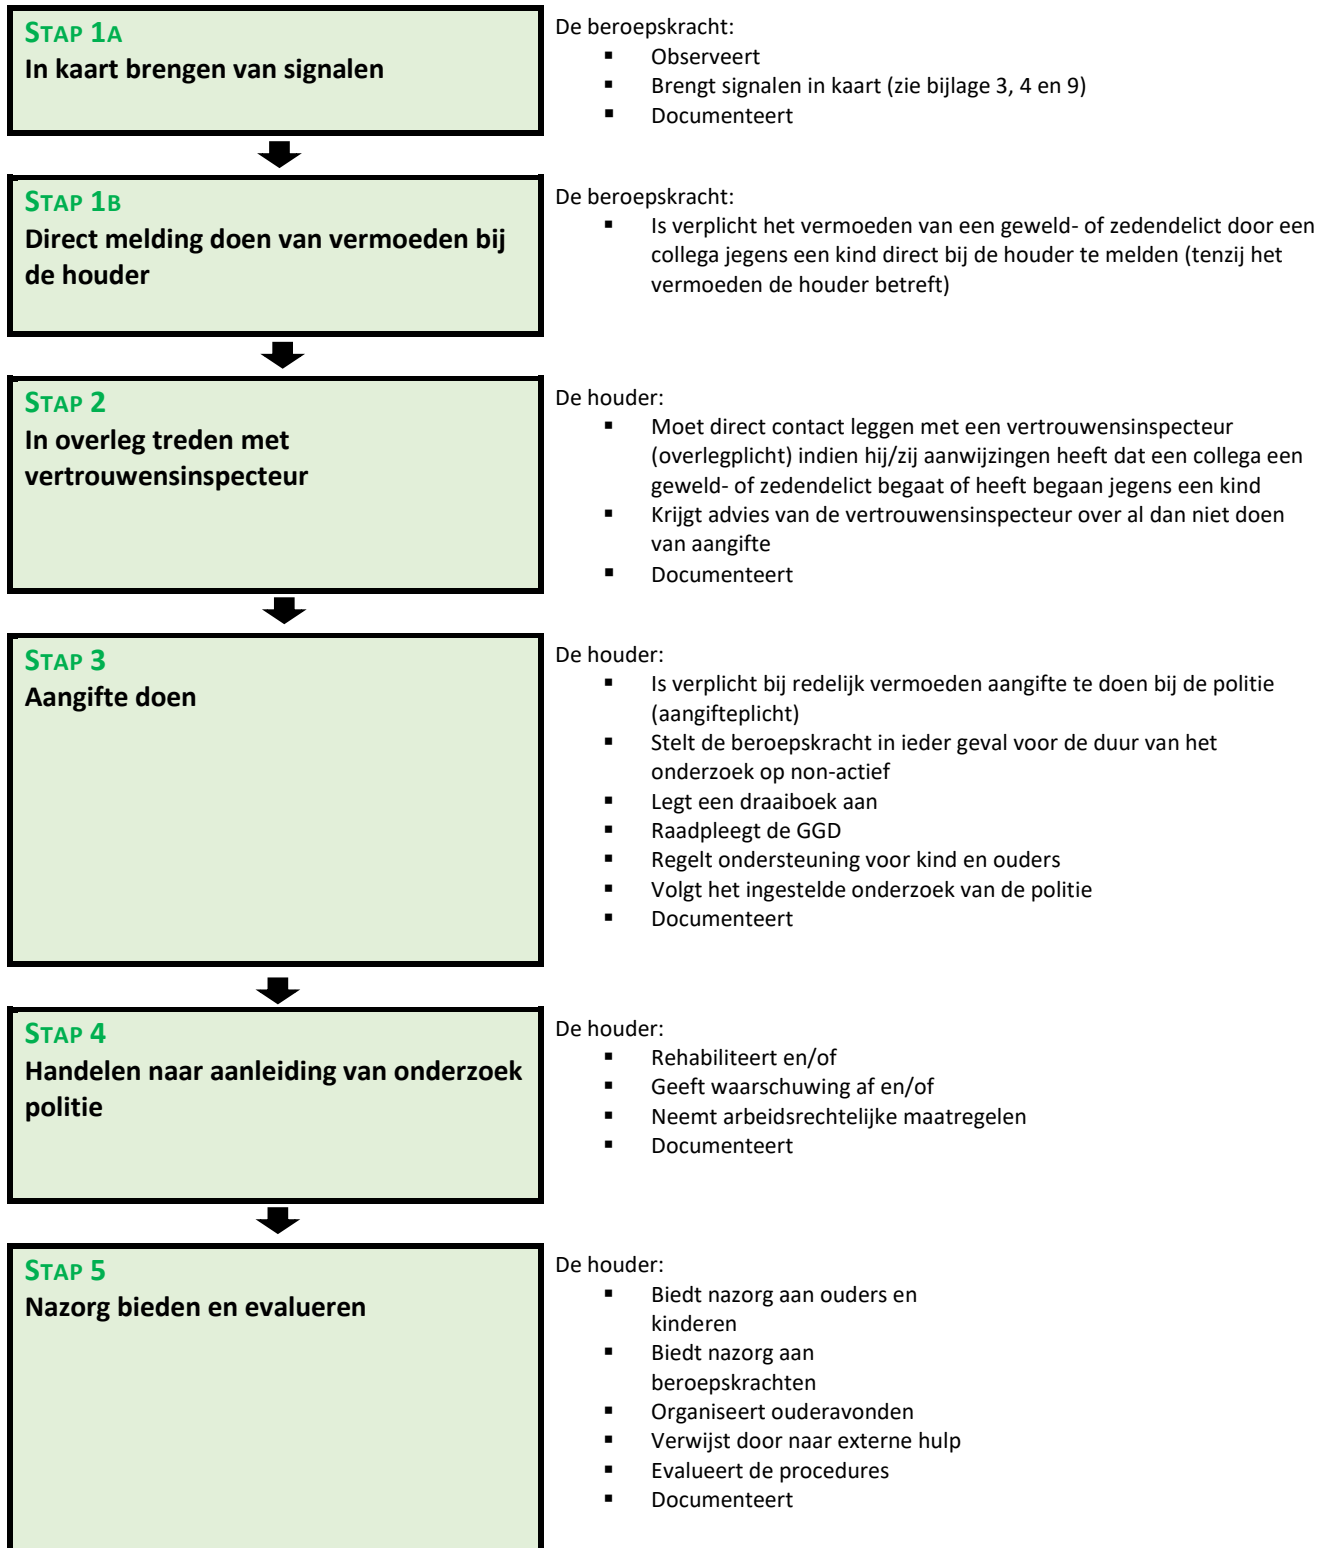 STAP 1A
In kaart brengen van signalen
De beroepskracht:
▪ Observeert
▪ Brengt signalen in kaart (zie bijlage 3, 4 en 9)
▪ Documenteert
STAP 1B
Direct melding doen van vermoeden bij
de houder
De beroepskracht:
▪ Is verplicht het vermoeden van een geweld- of zedendelict door een
collega jegens een kind direct bij de houder te melden (tenzij het
vermoeden de houder betreft)
STAP 2
In overleg treden met
vertrouwensinspecteur
De houder:
▪ Moet direct contact leggen met een vertrouwensinspecteur
(overlegplicht) indien hij/zij aanwijzingen heeft dat een collega een
geweld- of zedendelict begaat of heeft begaan jegens een kind
▪ Krijgt advies van de vertrouwensinspecteur over al dan niet doen
van aangifte
▪ Documenteert
STAP 3
Aangifte doen
De houder:
▪ Is verplicht bij redelijk vermoeden aangifte te doen bij de politie
(aangifteplicht)
▪ Stelt de beroepskracht in ieder geval voor de duur van het
onderzoek op non-actief
▪ Legt een draaiboek aan
▪ Raadpleegt de GGD
▪ Regelt ondersteuning voor kind en ouders
▪ Volgt het ingestelde onderzoek van de politie
▪ Documenteert
STAP 4
Handelen naar aanleiding van onderzoek
politie
De houder:
▪ Rehabiliteert en/of
▪ Geeft waarschuwing af en/of
▪ Neemt arbeidsrechtelijke maatregelen
▪ Documenteert
STAP 5
Nazorg bieden en evalueren
De houder:
▪ Biedt nazorg aan ouders en
kinderen
▪ Biedt nazorg aan
beroepskrachten
▪ Organiseert ouderavonden
▪ Verwijst door naar externe hulp
▪ Evalueert de procedures
▪ Documenteert